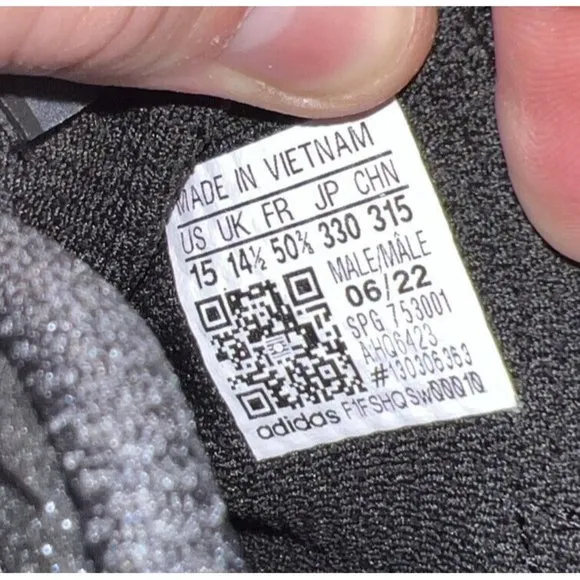 MADE IN VIETNAM
US UK FR JP CHN
15 14½ 50⅔ 330 315
MALE/MÂLE
06/22
SPG 753001
AHQ6423
#130306363
adidas F1FSHQSW00010